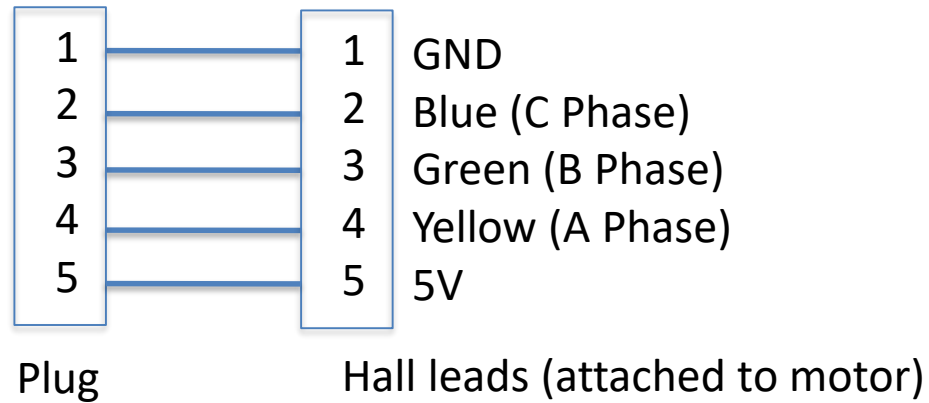 1 1 GND
2 2 Blue (C Phase)
3 3 Green (B Phase)
4 4 Yellow (A Phase)
5 5 5V
Plug Hall leads (attached to motor)